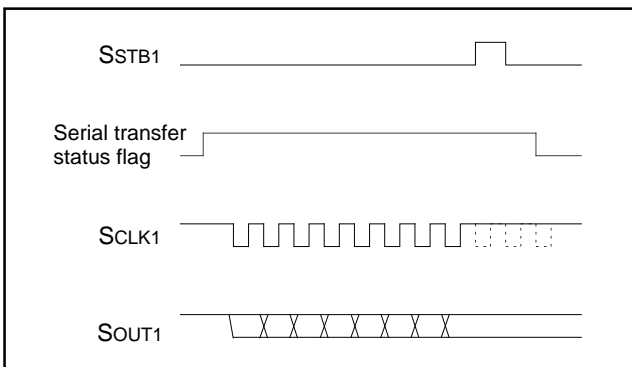 SSTB1
Serial transfer
status flag
SCLK1
SOUT1